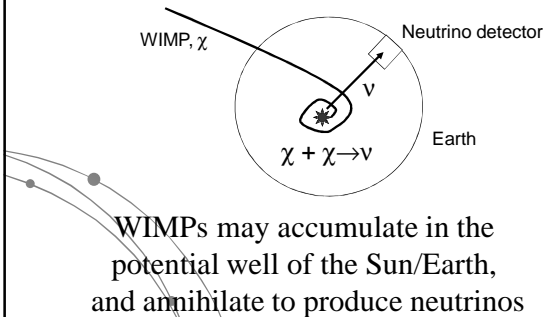 WIMP, χ
Neutrino detector
ν
Earth
χ + χ→ν
WIMPs may accumulate in the
potential well of the Sun/Earth,
and annihilate to produce neutrinos